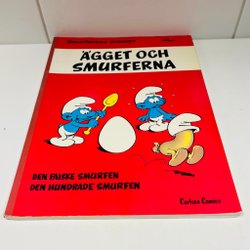 ÄGGET OCH
SMURFERNA
DEN FALSKE SMURFEN
DEN HUNDRADE SMURFEN
Carlsen Comics